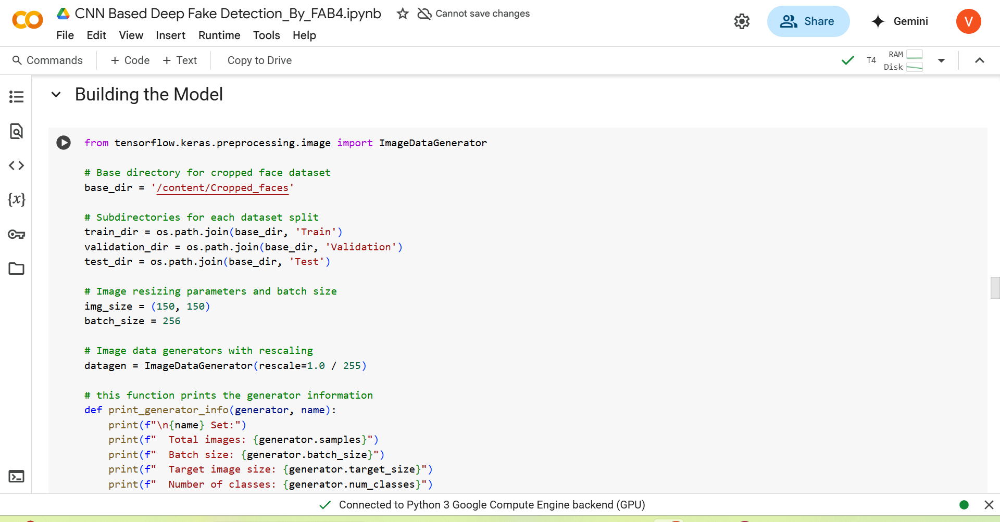 CNN Based Deep Fake Detection_By_FAB4.ipynb
Cannot save changes
File Edit View Insert Runtime Tools Help
Share
Gemini
V
Commands
+ Code + Text
Copy to Drive
T4
RAM
Disk
Building the Model
from tensorflow.keras.preprocessing.image import ImageDataGenerator
# Base directory for cropped face dataset
base_dir = '/content/Cropped_faces'
# Subdirectories for each dataset split
train_dir = os.path.join(base_dir, 'Train')
validation_dir = os.path.join(base_dir, 'Validation')
test_dir = os.path.join(base_dir, 'Test')
# Image resizing parameters and batch size
img_size = (150, 150)
batch_size = 256
# Image data generators with rescaling
datagen = ImageDataGenerator(rescale=1.0 / 255)
# this function prints the generator information
def print_generator_info(generator, name):
    print(f"\n{name} Set:")
    print(f"  Total images: {generator.samples}")
    print(f"  Batch size: {generator.batch_size}")
    print(f"  Target image size: {generator.target_size}")
    print(f"  Number of classes: {generator.num_classes}")
Connected to Python 3 Google Compute Engine backend (GPU)